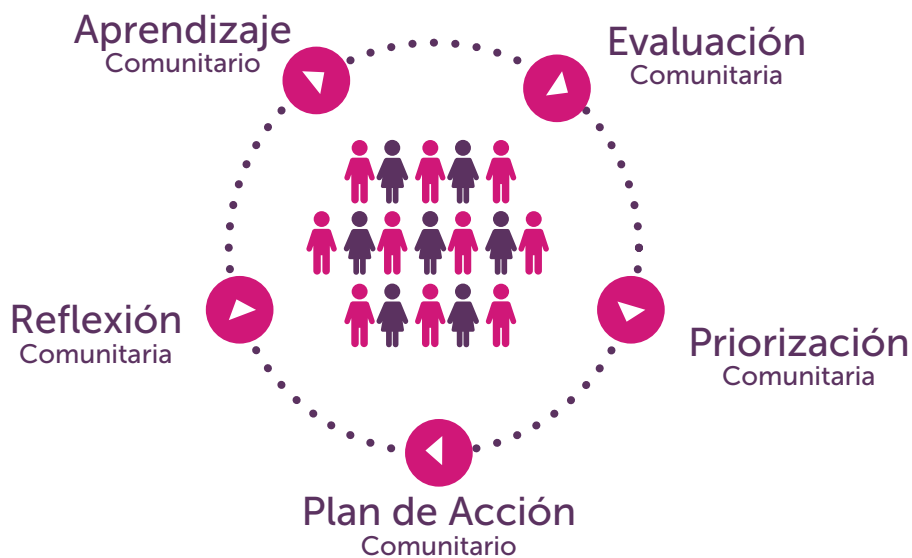 Aprendizaje
Comunitario
Evaluación
Comunitaria
Reflexión
Comunitaria
Priorización
Comunitaria
Plan de Acción
Comunitario